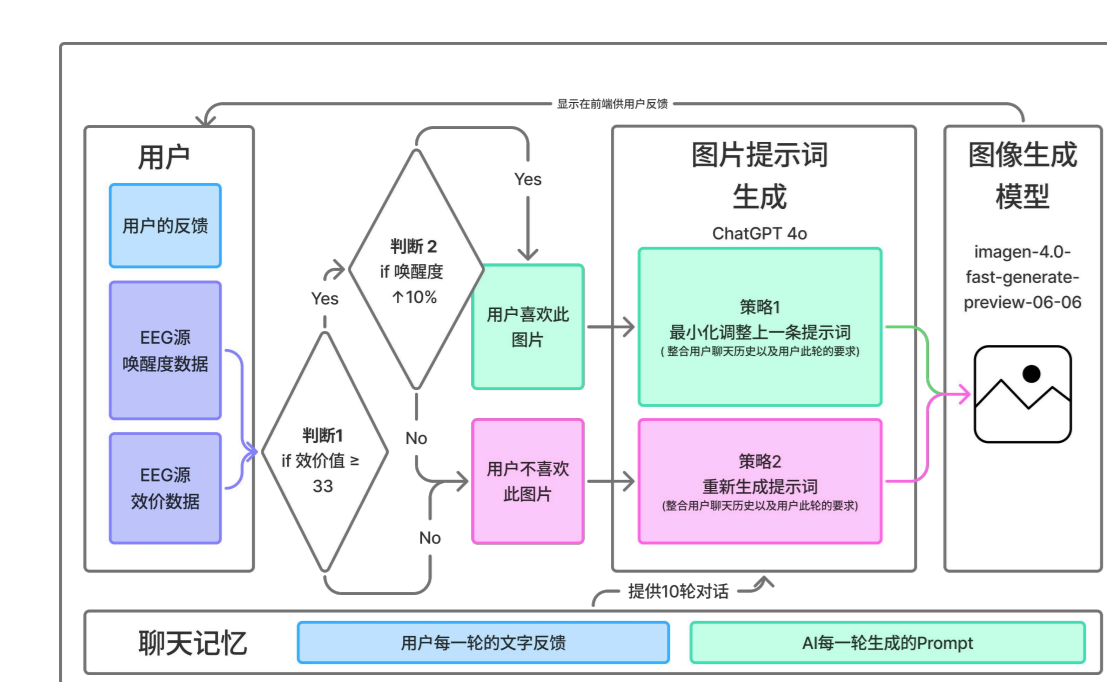 显示在前端供用户反馈
用户
用户的反馈
EEG源
唤醒度数据
EEG源
效价数据
判断1
if 效价值 ≥
33
Yes
No
判断 2
if 唤醒度
↑10%
Yes
No
用户喜欢此
图片
用户不喜欢
此图片
图片提示词
生成
ChatGPT 4o
策略1
最小化调整上一条提示词
( 整合用户聊天历史以及用户此轮的要求)
策略2
重新生成提示词
(整合用户聊天历史以及用户此轮的要求)
图像生成
模型
imagen-4.0-
fast-generate-
preview-06-06
提供10轮对话
聊天记忆
用户每一轮的文字反馈
AI每一轮生成的Prompt